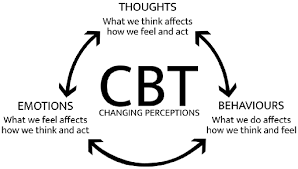 THOUGHTS
What we think affects
how we feel and act
CBT
CHANGING PERCEPTIONS
EMOTIONS
What we feel affects
how we think and act
BEHAVIOURS
What we do affects
how we think and feel